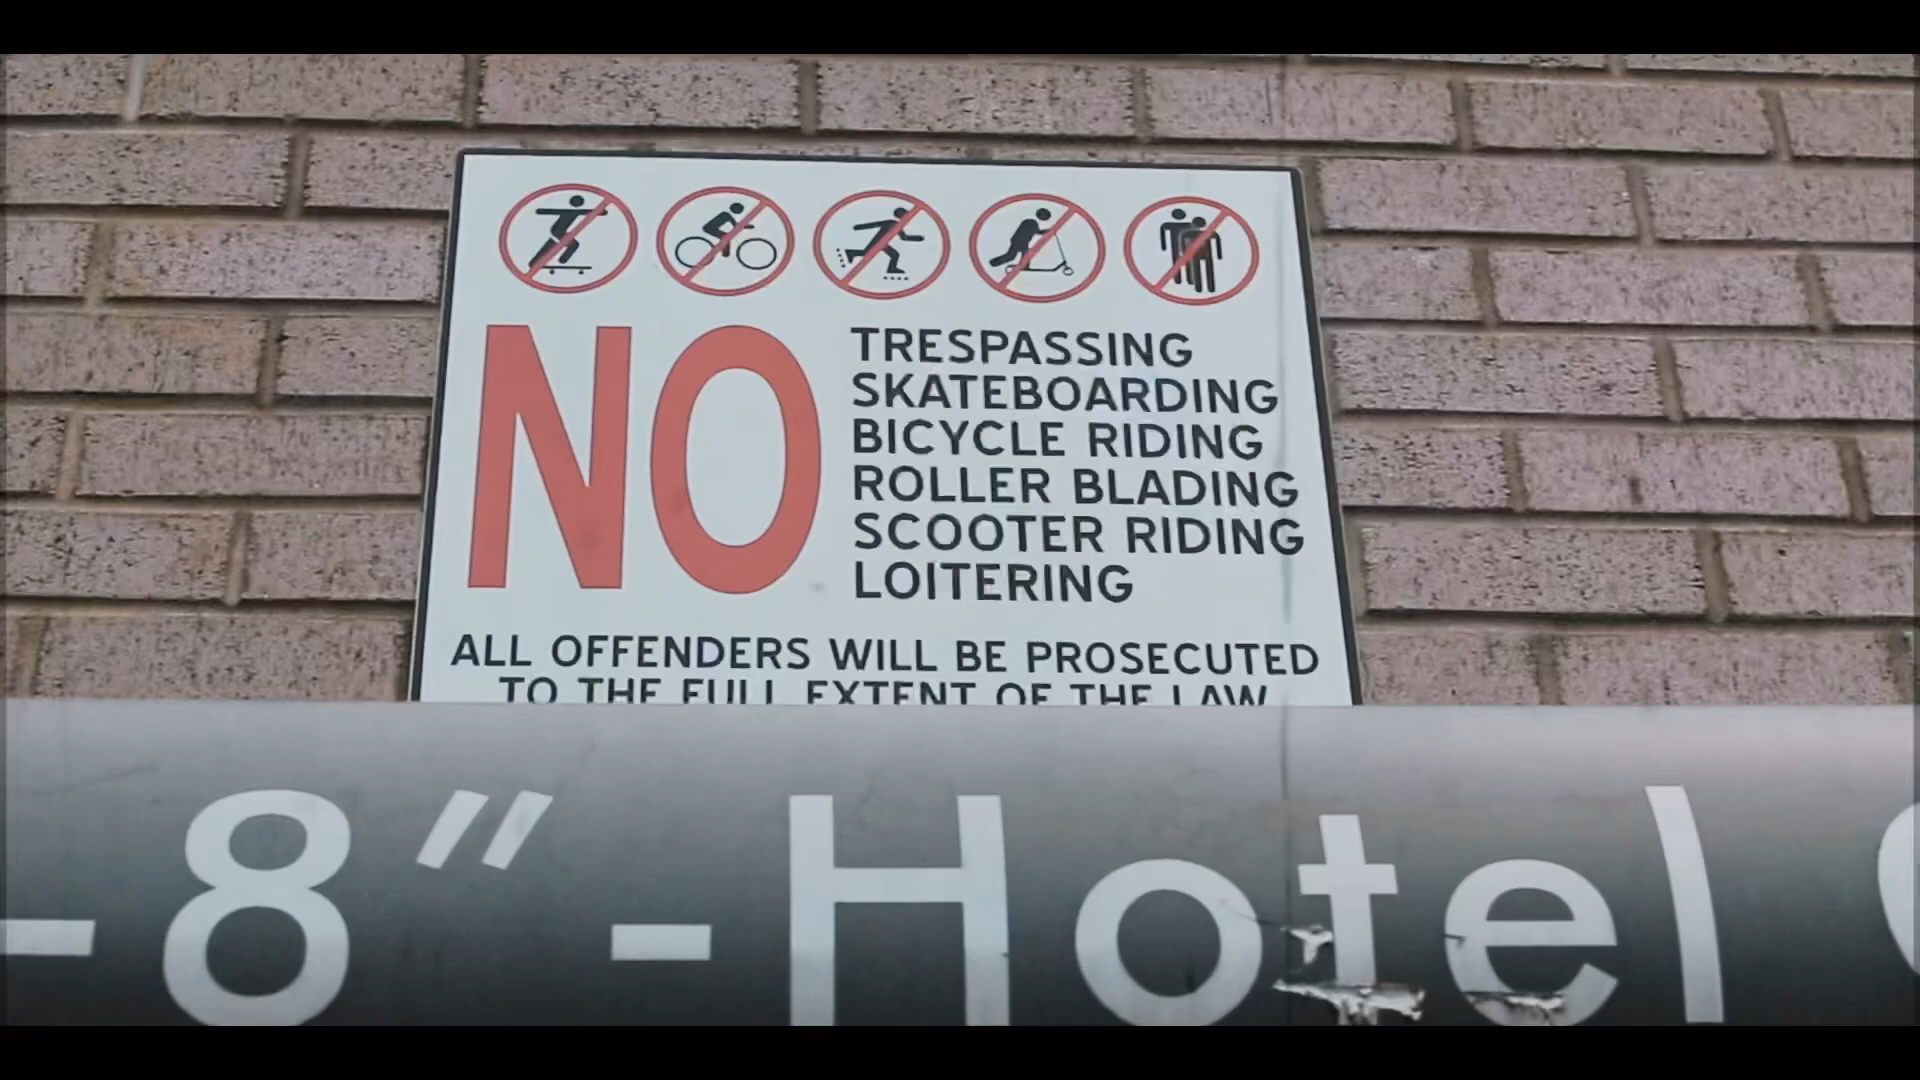 NO
TRESPASSING
SKATEBOARDING
BICYCLE RIDING
ROLLER BLADING
SCOOTER RIDING
LOITERING
ALL OFFENDERS WILL BE PROSECUTED
TO THE FULL EXTENT OF THE LAW
-8"-Hotel